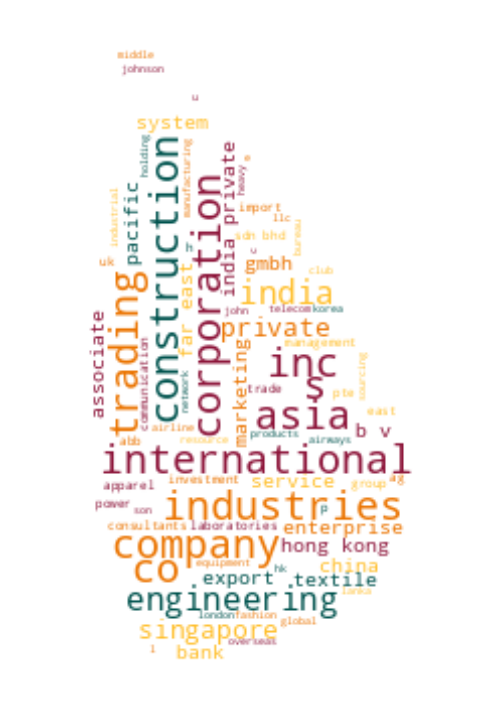 middle
johnson
u
system
holding
construction
manufacturing
corporation
india private
m
heavy
industrial
pacific
import
llc
h
sdn bhd
bureau
c
uk
gmbh
far east
club
trading
india
john
telecom
korea
associate
private
communication
management
network
marketing
inc
sourcing
s
trade
pte
asia
east
airline
b v
abb
resource
products
airways
international
apparel
investment
service
group
ag
power
son
industries
p
consultants
laboratories
enterprise
company
hong kong
co
equipment
hk
china
export
textile
engineering
lanka
london
fashion
global
singapore
overseas
l
bank